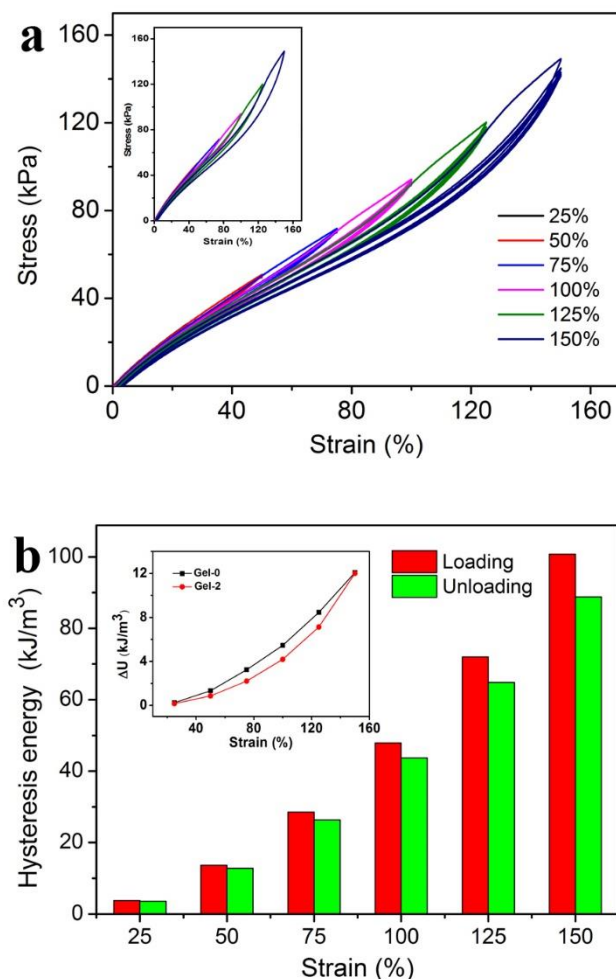 a
Stress (kPa)
160
120
80
40
0
0 40 80 120 160
Strain (%)
Stress (kPa)
160
120
80
40
0
0 40 80 120 160
Strain (%)
25%
50%
75%
100%
125%
150%
b
Hysteresis energy (kJ/m³)
100
80
60
40
20
0
25 50 75 100 125 150
Strain (%)
ΔU (kJ/m³)
12
8
4
0
40 80 120 160
Strain (%)
Gel-0
Gel-2
Loading
Unloading